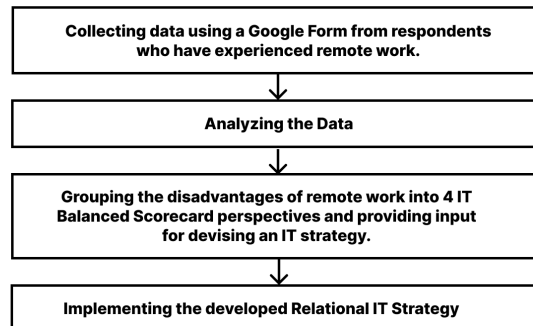 Collecting data using a Google Form from respondents
who have experienced remote work.
Analyzing the Data
Grouping the disadvantages of remote work into 4 IT
Balanced Scorecard perspectives and providing input
for devising an IT strategy.
Implementing the developed Relational IT Strategy